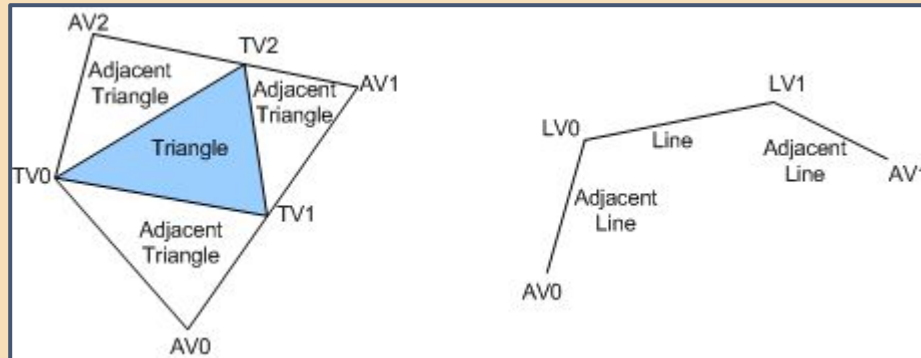 AV2
TV2
Adjacent
Triangle
Adjacent
Triangle
AV1
Triangle
TV0
TV1
Adjacent
Triangle
AV0
LV1
LV0
Line
Adjacent
Line
AV1
Adjacent
Line
AV0